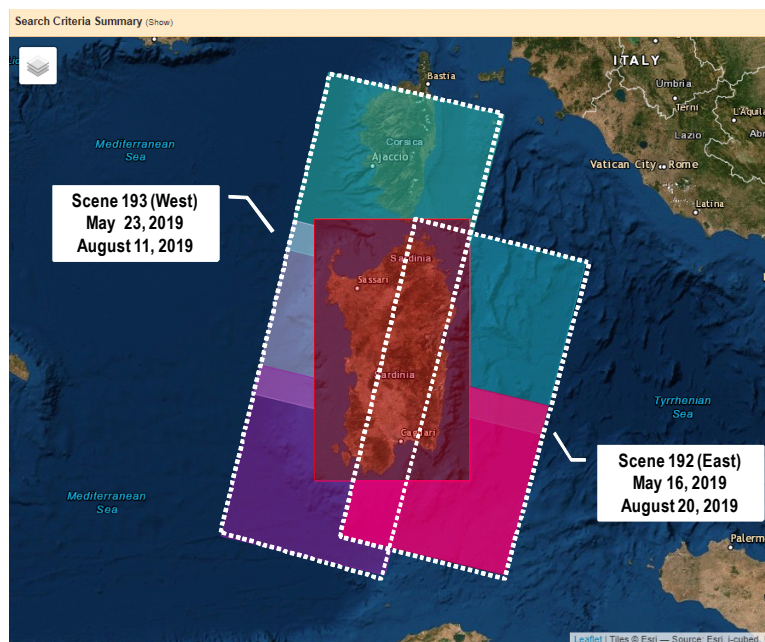 Search Criteria Summary (Show)
Bastia
ITALY
Umbria
Terni
L'Aquila
Mediterranean
Sea
Corsica
Ajaccio
Lazio
Vatican City
Rome
Latina
Scene 193 (West)
May 23, 2019
August 11, 2019
Sardinia
Sassari
Sardinia
Cagliari
Tyrrhenian
Sea
Scene 192 (East)
May 16, 2019
August 20, 2019
Mediterranean
Sea
Palerm
Leaflet | Tiles © Esri — Source: Esri, i-cubed,